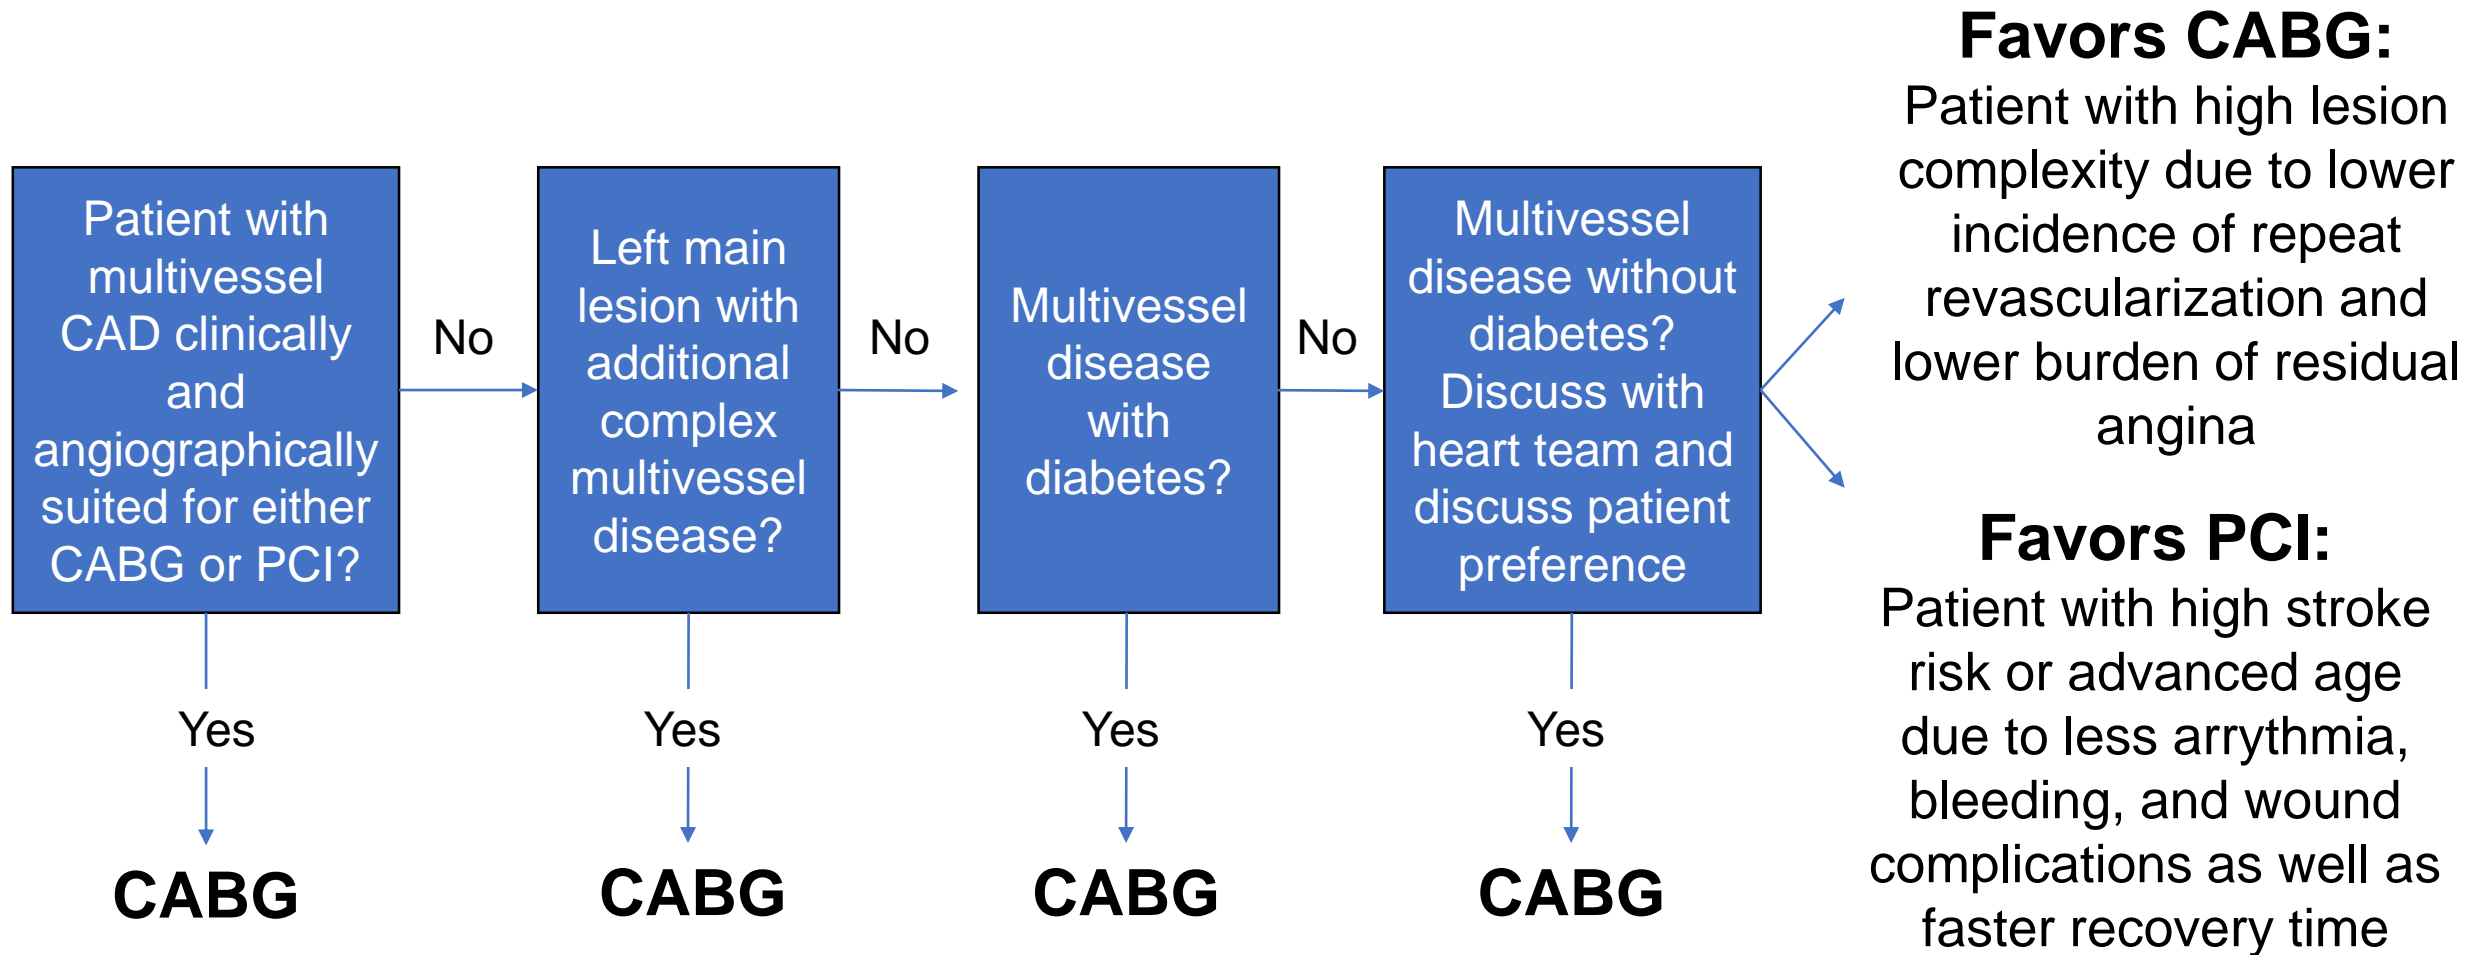 Patient with
multivessel
CAD clinically
and
angiographically
suited for either
CABG or PCI?
No
Yes
CABG
Left main
lesion with
additional
complex
multivessel
disease?
No
Yes
CABG
Multivessel
disease
with
diabetes?
No
Yes
CABG
Multivessel
disease without
diabetes?
Discuss with
heart team and
discuss patient
preference
Yes
CABG
Favors CABG:
Patient with high lesion
complexity due to lower
incidence of repeat
revascularization and
lower burden of residual
angina
Favors PCI:
Patient with high stroke
risk or advanced age
due to less arrythmia,
bleeding, and wound
complications as well as
faster recovery time